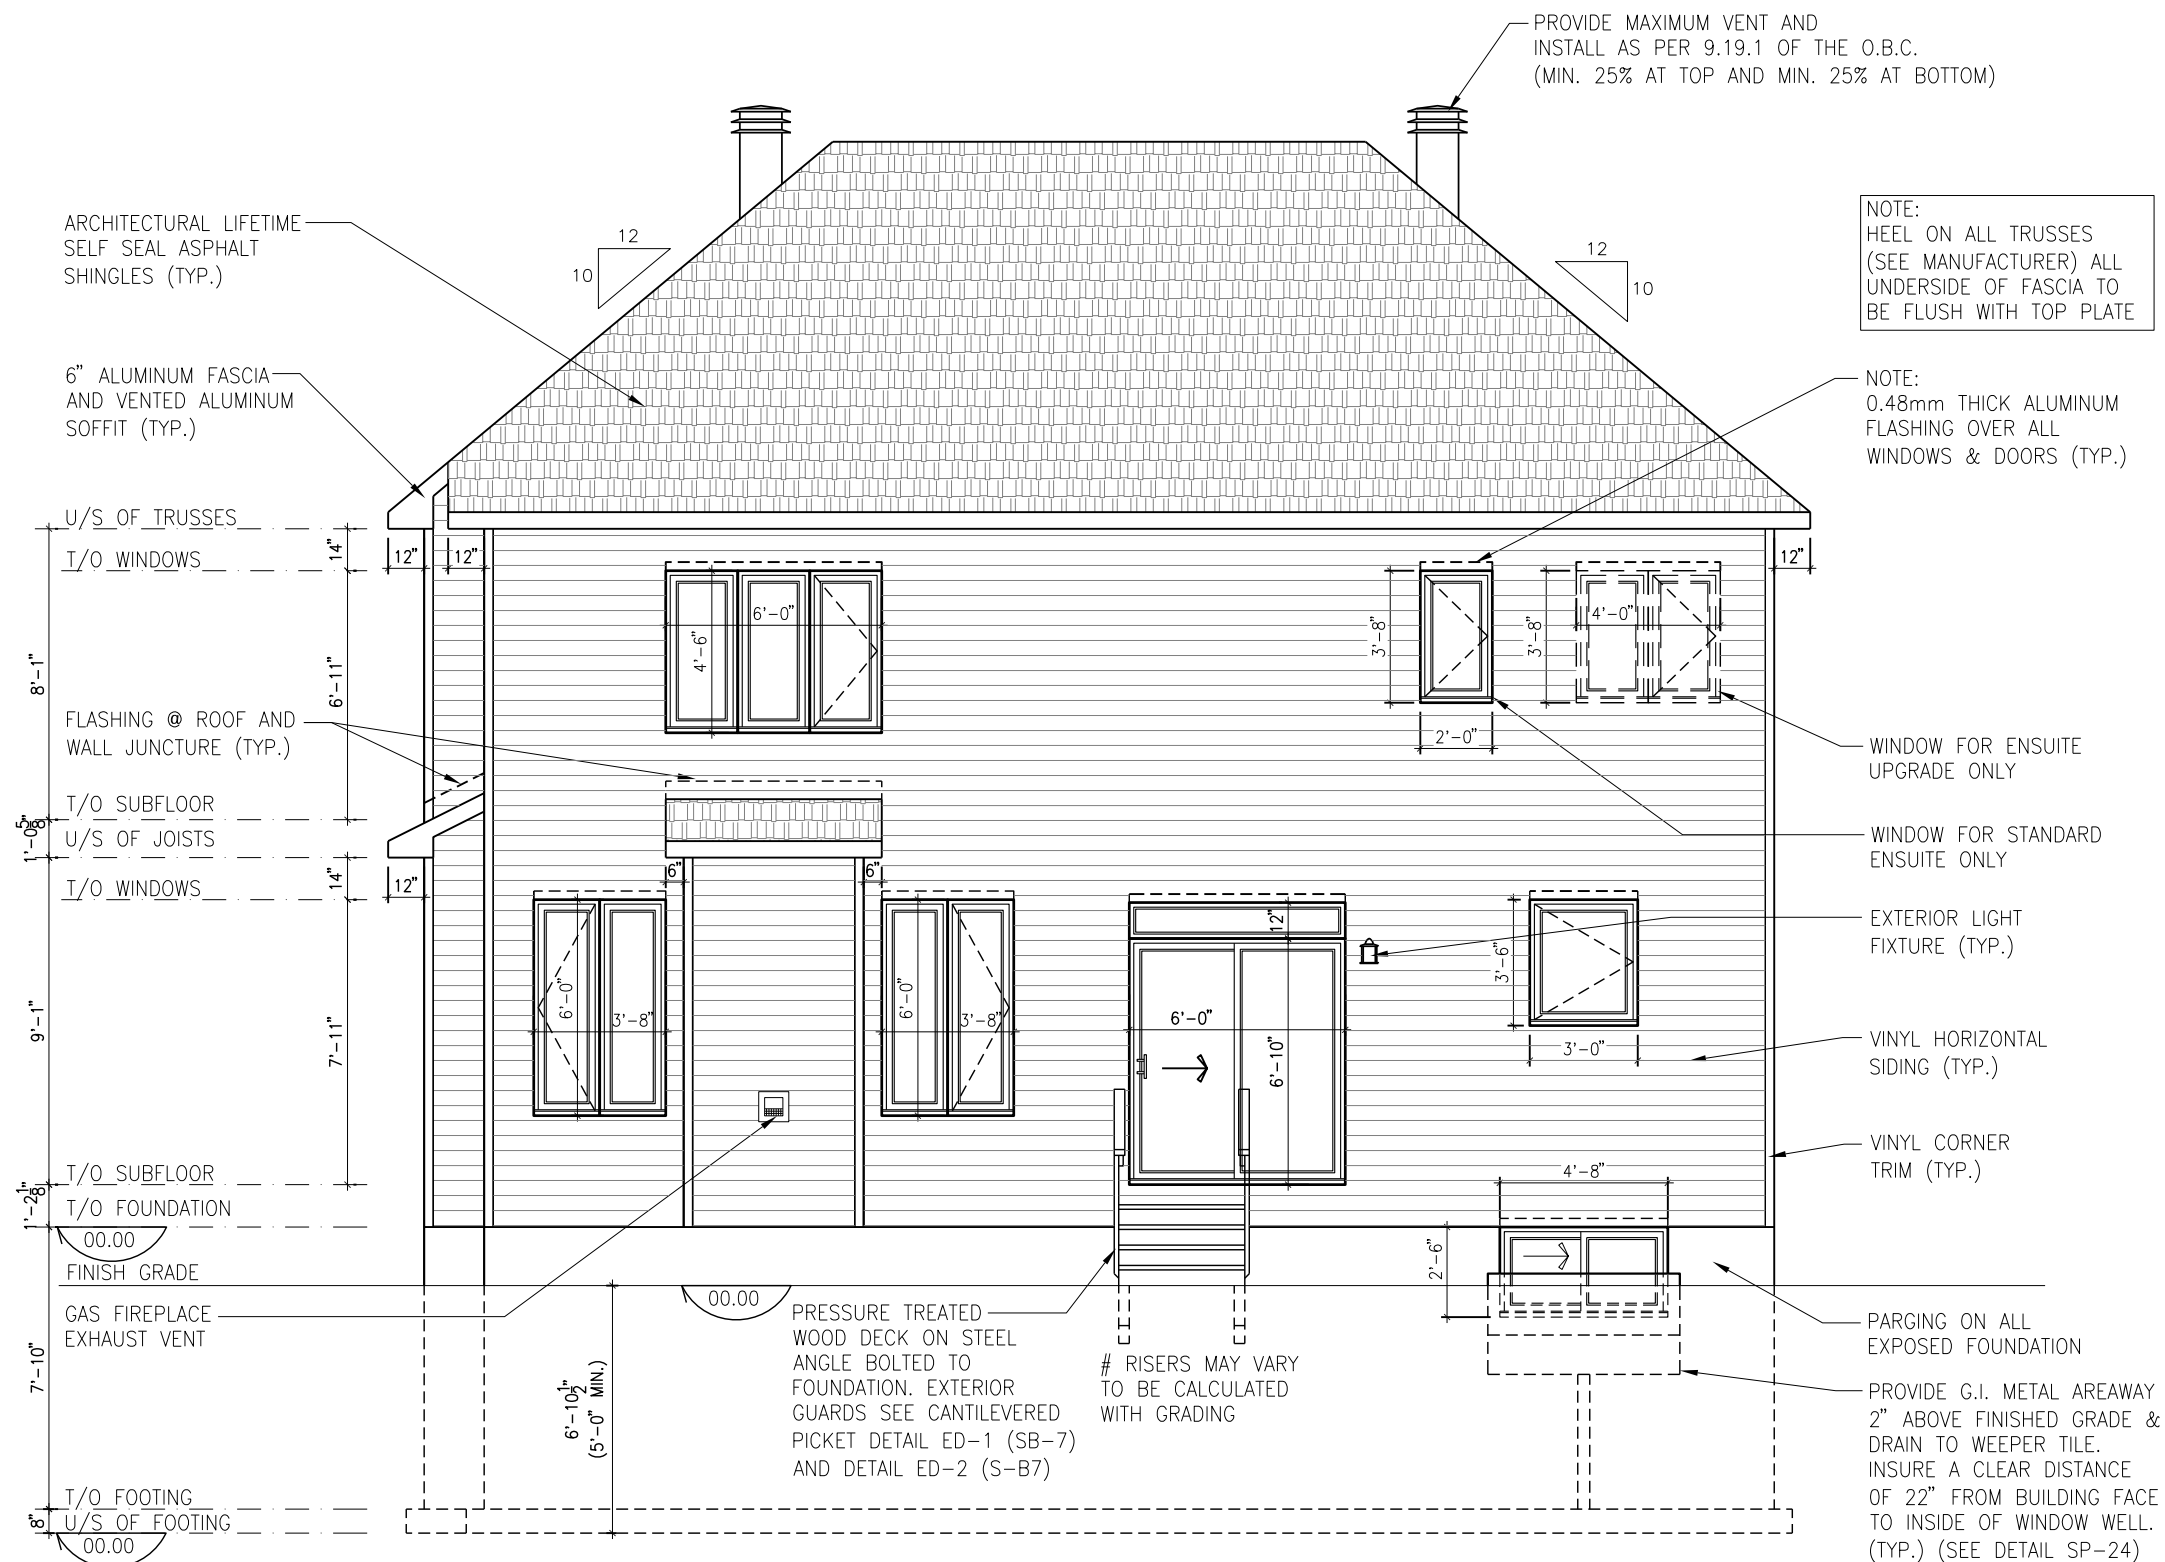 PROVIDE MAXIMUM VENT AND
INSTALL AS PER 9.19.1 OF THE O.B.C.
(MIN. 25% AT TOP AND MIN. 25% AT BOTTOM)
ARCHITECTURAL LIFETIME
SELF SEAL ASPHALT
SHINGLES (TYP.)
12
10
12
10
NOTE:
HEEL ON ALL TRUSSES
(SEE MANUFACTURER) ALL
UNDERSIDE OF FASCIA TO
BE FLUSH WITH TOP PLATE
6" ALUMINUM FASCIA
AND VENTED ALUMINUM
SOFFIT (TYP.)
NOTE:
0.48mm THICK ALUMINUM
FLASHING OVER ALL
WINDOWS & DOORS (TYP.)
U/S OF TRUSSES
T/O WINDOWS
14"
12"
12"
12"
8'-1"
6'-11"
6'-0"
4'-6"
3'-8"
2'-0"
3'-8"
4'-0"
FLASHING @ ROOF AND
WALL JUNCTURE (TYP.)
WINDOW FOR ENSUITE
UPGRADE ONLY
T/O SUBFLOOR
1'-0 5/8"
U/S OF JOISTS
WINDOW FOR STANDARD
ENSUITE ONLY
T/O WINDOWS
14"
12"
6"
6"
12"
EXTERIOR LIGHT
FIXTURE (TYP.)
9'-1"
7'-11"
6'-0"
3'-8"
6'-0"
3'-8"
6'-0"
6'-10"
3'-6"
3'-0"
VINYL HORIZONTAL
SIDING (TYP.)
VINYL CORNER
TRIM (TYP.)
T/O SUBFLOOR
1'-2 1/8"
T/O FOUNDATION
00.00
4'-8"
2'-6"
FINISH GRADE
00.00
GAS FIREPLACE
EXHAUST VENT
7'-10"
6'-10 1/2"
(5'-0" MIN.)
PRESSURE TREATED
WOOD DECK ON STEEL
ANGLE BOLTED TO
FOUNDATION. EXTERIOR
GUARDS SEE CANTILEVERED
PICKET DETAIL ED-1 (SB-7)
AND DETAIL ED-2 (S-B7)
# RISERS MAY VARY
TO BE CALCULATED
WITH GRADING
PARGING ON ALL
EXPOSED FOUNDATION
PROVIDE G.I. METAL AREAWAY
2" ABOVE FINISHED GRADE &
DRAIN TO WEEPER TILE.
INSURE A CLEAR DISTANCE
OF 22" FROM BUILDING FACE
TO INSIDE OF WINDOW WELL.
(TYP.) (SEE DETAIL SP-24)
T/O FOOTING
8"
U/S OF FOOTING
00.00